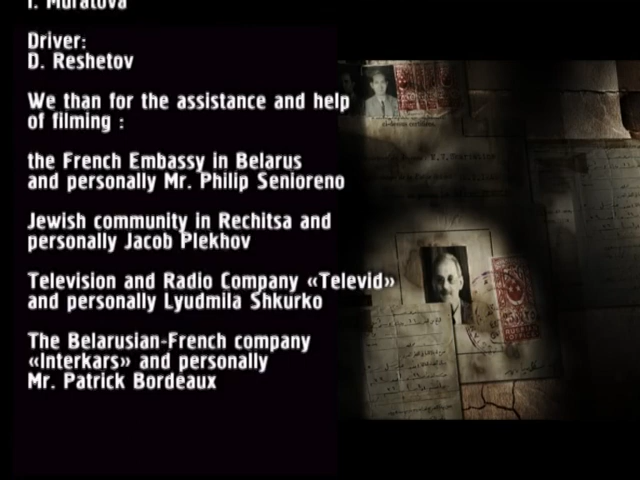 I. Muratova
Driver:
D. Reshetov
We than for the assistance and help
of filming :
the French Embassy in Belarus
and personally Mr. Philip Senioreno
Jewish community in Rechitsa and
personally Jacob Plekhov
Television and Radio Company «Televid»
and personally Lyudmila Shkurko
The Belarusian-French company
«Interkars» and personally
Mr. Patrick Bordeaux